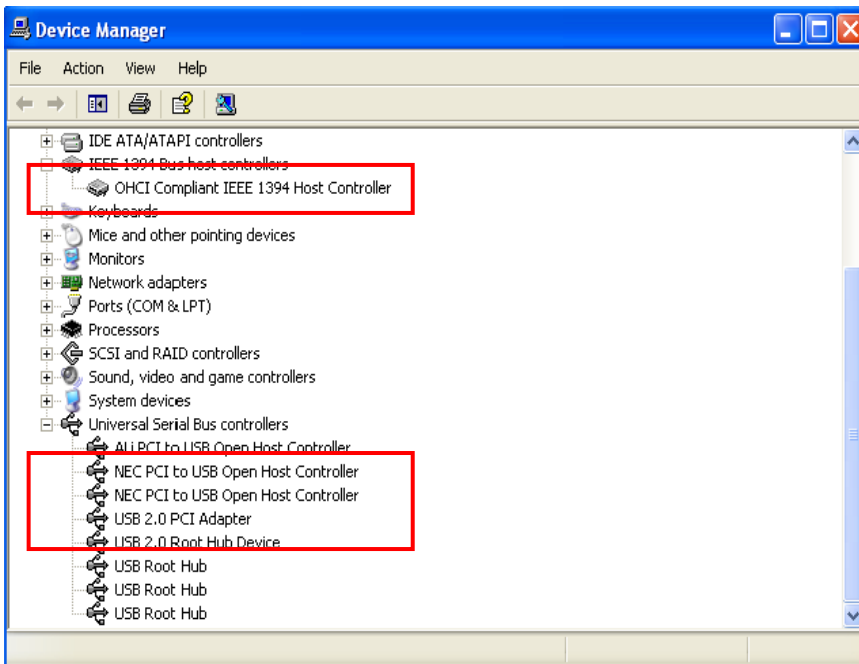 Device Manager
File Action View Help
IDE ATA/ATAPI controllers
IEEE 1394 Bus host controllers
OHCI Compliant IEEE 1394 Host Controller
Keyboards
Mice and other pointing devices
Monitors
Network adapters
Ports (COM & LPT)
Processors
SCSI and RAID controllers
Sound, video and game controllers
System devices
Universal Serial Bus controllers
ALi PCI to USB Open Host Controller
NEC PCI to USB Open Host Controller
NEC PCI to USB Open Host Controller
USB 2.0 PCI Adapter
USB 2.0 Root Hub Device
USB Root Hub
USB Root Hub
USB Root Hub